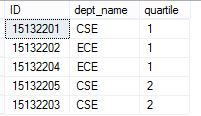 ID dept_name quartile
15132201 CSE 1
15132202 ECE 1
15132204 ECE 1
15132205 CSE 2
15132203 CSE 2